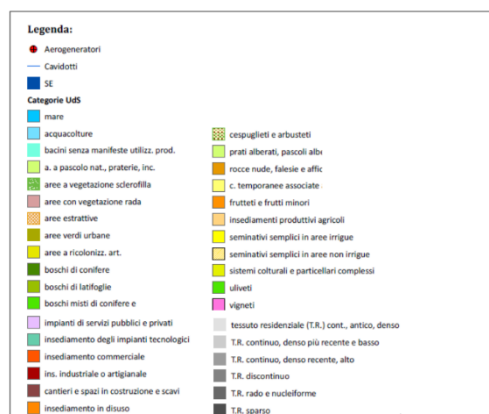 Legenda:
Aerogeneratori
Cavidotti
SE
Categorie UdS
mare
acquacolture
bacini senza manifeste utilizz. prod.
a. a pascolo nat., praterie, inc.
aree a vegetazione sclerofilla
aree con vegetazione rada
aree estrattive
aree verdi urbane
aree a ricolonizz. art.
boschi di conifere
boschi di latifoglie
boschi misti di conifere e
impianti di servizi pubblici e privati
insediamento degli impianti tecnologici
insediamento commerciale
ins. industriale o artigianale
cantieri e spazi in costruzione e scavi
insediamento in disuso
cespuglieti e arbusteti
prati alberati, pascoli albe
rocce nude, falesie e affic
c. temporanee associate
frutteti e frutti minori
insediamenti produttivi agricoli
seminativi semplici in aree irrigue
seminativi semplici in aree non irrigue
sistemi colturali e particellari complessi
uliveti
vigneti
tessuto residenziale (T.R.) cont., antico, denso
T.R. continuo, denso più recente e basso
T.R. continuo, denso recente, alto
T.R. discontinuo
T.R. rado e nucleiforme
T.R. sparso